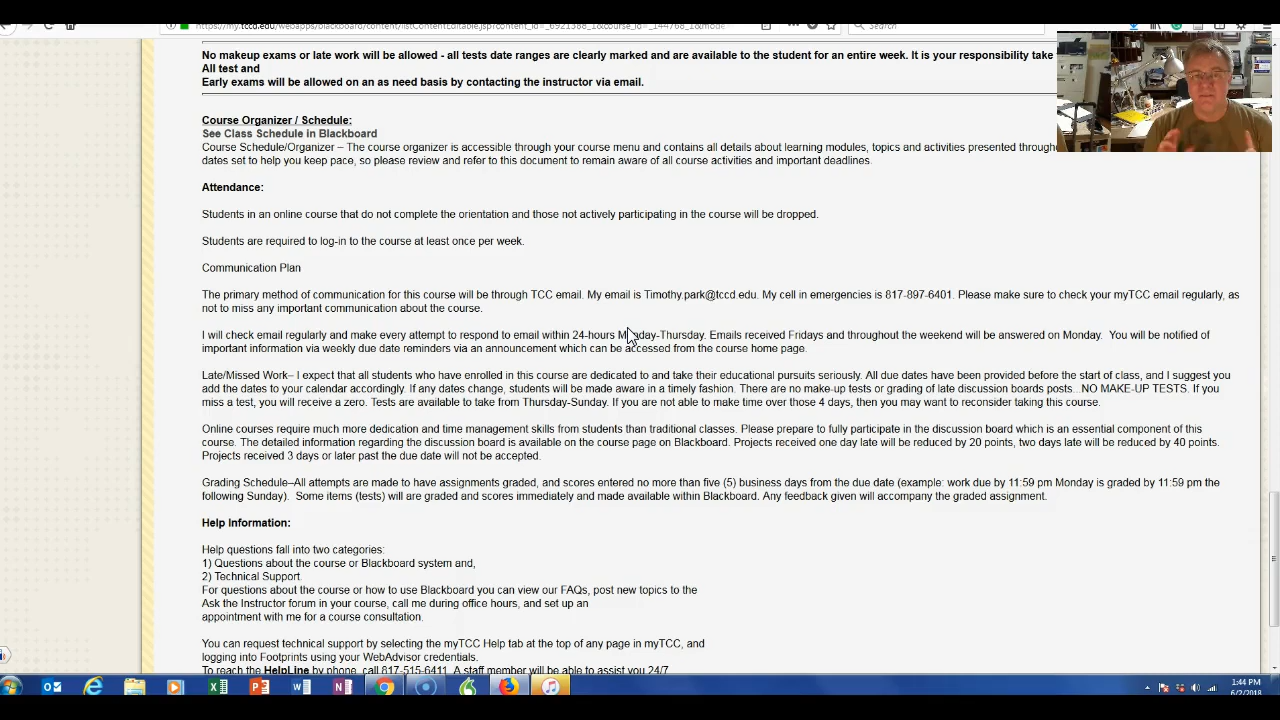 Search
No makeup exams or late work will be allowed - all tests date ranges are clearly marked and are available to the student for an entire week. It is your responsibility take
All test and
Early exams will be allowed on an as need basis by contacting the instructor via email.
Course Organizer / Schedule:
See Class Schedule in Blackboard
Course Schedule/Organizer – The course organizer is accessible through your course menu and contains all details about learning modules, topics and activities presented
dates set to help you keep pace, so please review and refer to this document to remain aware of all course activities and important deadlines.
Attendance:
Students in an online course that do not complete the orientation and those not actively participating in the course will be dropped.
Students are required to log-in to the course at least once per week.
Communication Plan
The primary method of communication for this course will be through TCC email. My email is Timothy.park@tccd.edu. My cell in emergencies is 817-897-6401. Please make sure to check your myTCC email regularly, as
not to miss any important communication about the course.
I will check email regularly and make every attempt to respond to email within 24-hours Monday-Thursday. Emails received Fridays and throughout the weekend will be answered on Monday. You will be notified of
important information via weekly due date reminders via an announcement which can be accessed from the course home page.
Late/Missed Work– I expect that all students who have enrolled in this course are dedicated to and take their educational pursuits seriously. All due dates have been provided before the start of class, and I suggest you
add the dates to your calendar accordingly. If any dates change, students will be made aware in a timely fashion. There are no make-up tests or grading of late discussion boards posts...NO MAKE-UP TESTS. If you
miss a test, you will receive a zero. Tests are available to take from Thursday-Sunday. If you are not able to make time over those 4 days, then you may want to reconsider taking this course.
Online courses require much more dedication and time management skills from students than traditional classes. Please prepare to fully participate in the discussion board which is an essential component of this
course. The detailed information regarding the discussion board is available on the course page on Blackboard. Projects received one day late will be reduced by 20 points, two days late will be reduced by 40 points.
Projects received 3 days or later past the due date will not be accepted.
Grading Schedule–All attempts are made to have assignments graded, and scores entered no more than five (5) business days from the due date (example: work due by 11:59 pm Monday is graded by 11:59 pm the
following Sunday). Some items (tests) will are graded and scores immediately and made available within Blackboard. Any feedback given will accompany the graded assignment.
Help Information:
Help questions fall into two categories:
1) Questions about the course or Blackboard system and,
2) Technical Support.
For questions about the course or how to use Blackboard you can view our FAQs, post new topics to the
Ask the Instructor forum in your course, call me during office hours, and set up an
appointment with me for a course consultation.
You can request technical support by selecting the myTCC Help tab at the top of any page in myTCC, and
logging into Footprints using your WebAdvisor credentials.
To reach the HelpLine by phone, call 817-515-6411. A staff member will be able to assist you 24/7
1:44 PM
6/2/2018